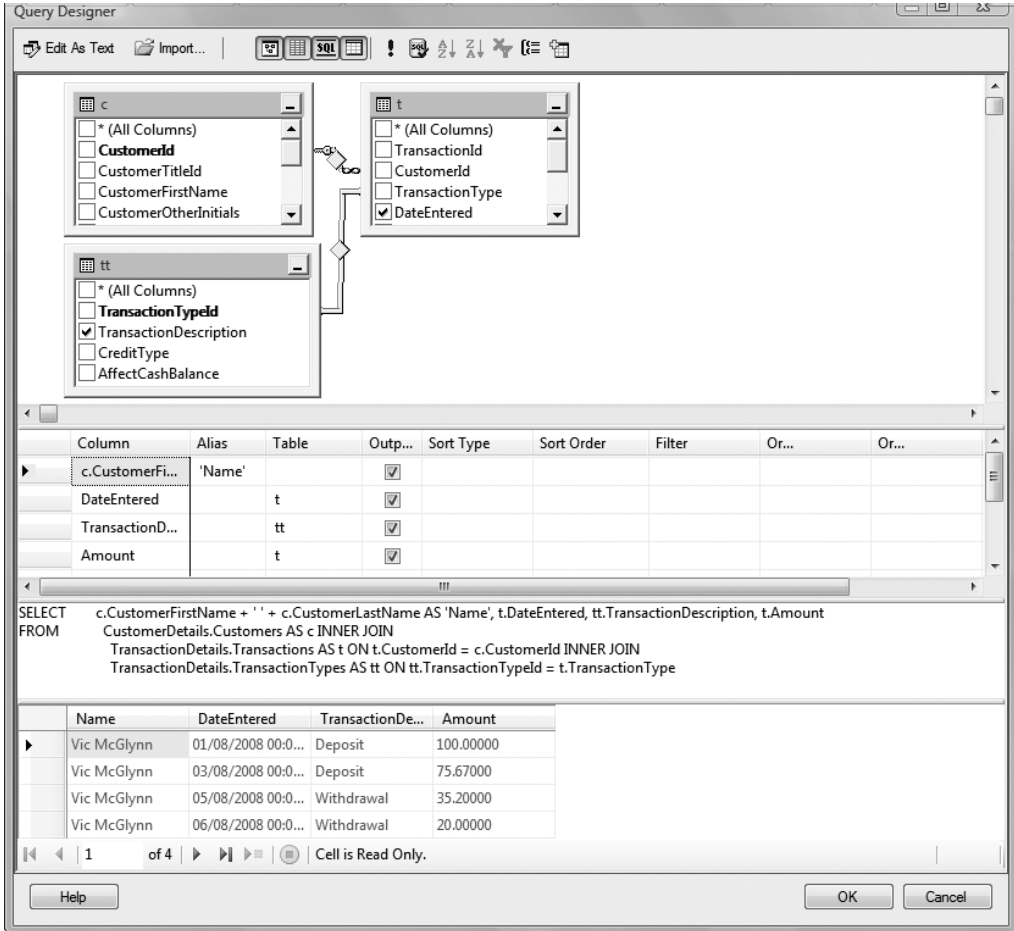 Query Designer
Edit As Text Import...
SQL
c
* (All Columns)
CustomerId
CustomerTitleId
CustomerFirstName
CustomerOtherInitials
t
* (All Columns)
TransactionId
CustomerId
TransactionType
DateEntered
tt
* (All Columns)
TransactionTypeId
TransactionDescription
CreditType
AffectCashBalance
Column Alias Table Outp... Sort Type Sort Order Filter Or... Or...
c.CustomerFi... 'Name'
DateEntered t
TransactionD... tt
Amount t
SELECT c.CustomerFirstName + ' ' + c.CustomerLastName AS 'Name', t.DateEntered, tt.TransactionDescription, t.Amount
FROM CustomerDetails.Customers AS c INNER JOIN
TransactionDetails.Transactions AS t ON t.CustomerId = c.CustomerId INNER JOIN
TransactionDetails.TransactionTypes AS tt ON tt.TransactionTypeId = t.TransactionType
Name DateEntered TransactionDe... Amount
Vic McGlynn 01/08/2008 00:0... Deposit 100.00000
Vic McGlynn 03/08/2008 00:0... Deposit 75.67000
Vic McGlynn 05/08/2008 00:0... Withdrawal 35.20000
Vic McGlynn 06/08/2008 00:0... Withdrawal 20.00000
1 of 4 Cell is Read Only.
Help OK Cancel